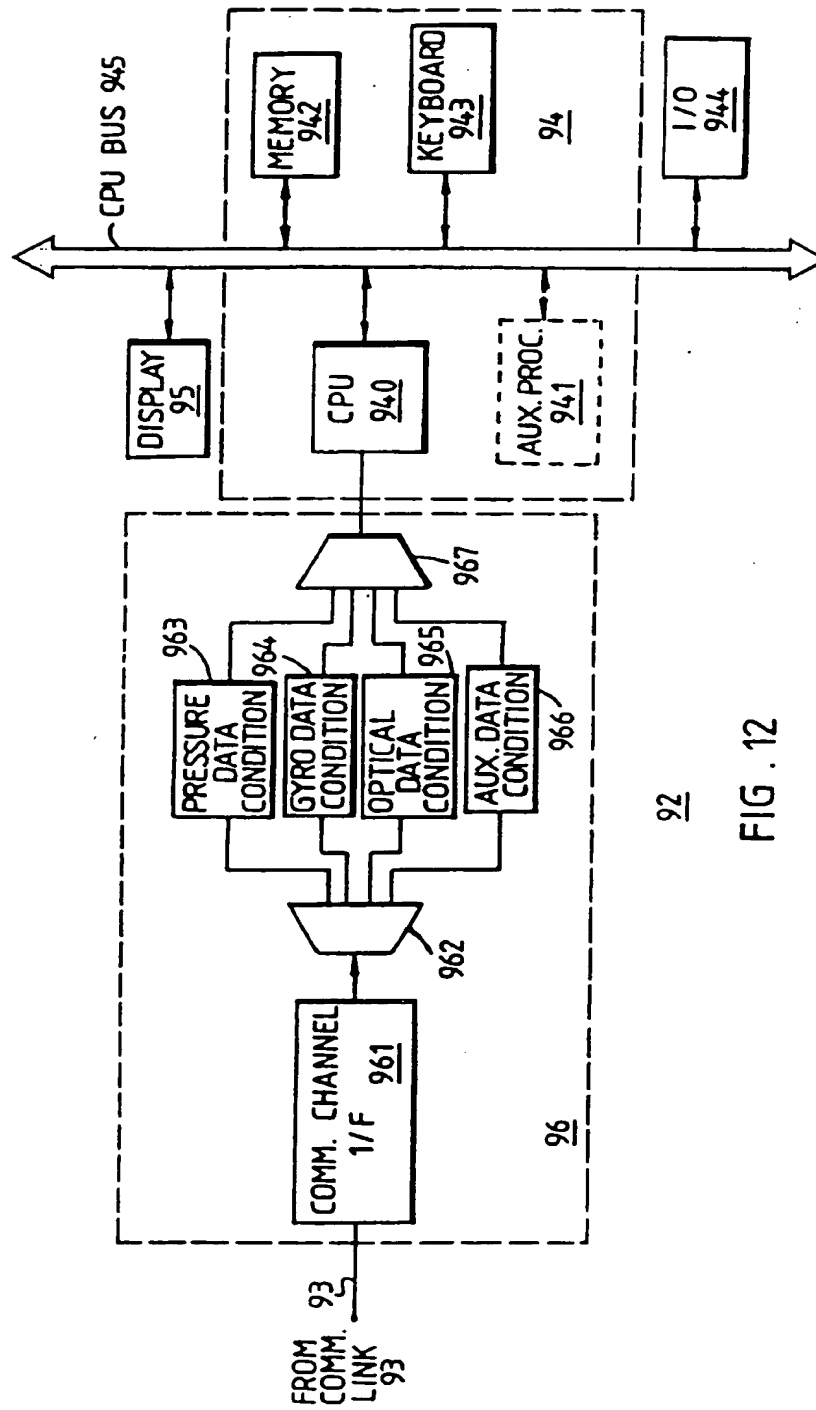 FROM
COMM.
LINK
93
93
COMM. CHANNEL
1/F
961
962
PRESSURE
DATA
CONDITION
963
GYRO DATA
CONDITION
964
OPTICAL
DATA
CONDITION
965
AUX. DATA
CONDITION
966
967
96
DISPLAY
95
CPU BUS 945
CPU
940
AUX. PROC.
941
MEMORY
942
KEYBOARD
943
94
I/O
944
92
FIG. 12